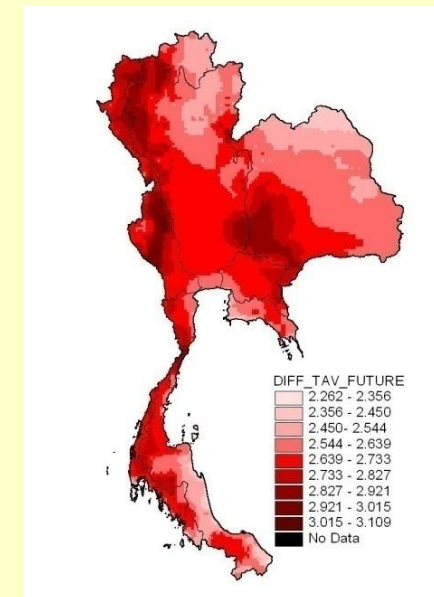 DIFF_TAV_FUTURE
2.262 - 2.356
2.356 - 2.450
2.450- 2.544
2.544 - 2.639
2.639 - 2.733
2.733 - 2.827
2.827 - 2.921
2.921 - 3.015
3.015 - 3.109
No Data